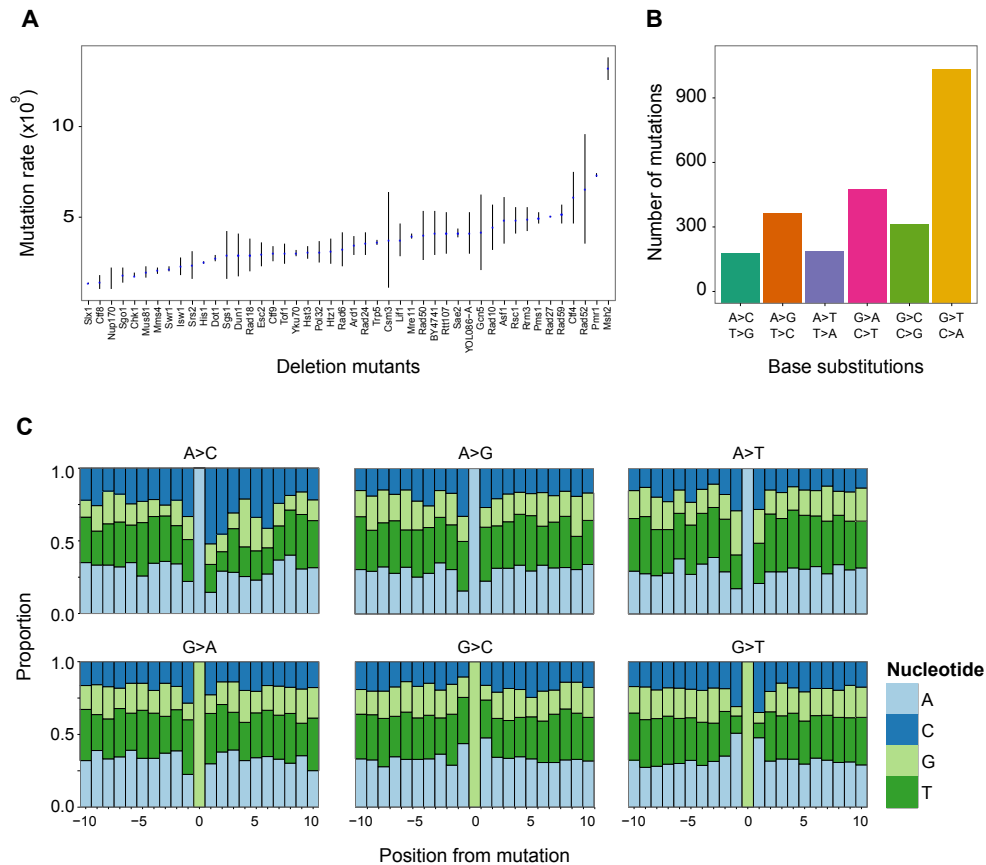 A
Mutation rate (x10⁹)
10
5
Slx1 Ctf8 Nup170 Sgo1 Chk1 Mus81 Mms4 Swr1 Isw1 Srs2 His1 Dot1 Sgs1 Dun1 Rad18 Esc2 Ctf9 Tof1 Yku70 Hst3 Pol32 Htz1 Rad6 Ard1 Rad24 Trp5 Csm3 Lif1 Rad50 Mre11 BY4741 Rtt107 Sae2 YOL086-A Gcn5 Rad10 Asf1 Rsc1 Rrm3 Pms1 Rad27 Rad59 Ctf4 Rad52 Pmr1 Msh2
Deletion mutants
B
Number of mutations
900
600
300
0
A>C A>G A>T G>A G>C G>T
T>G T>C T>A C>T C>G C>A
Base substitutions
C
Proportion
A>C A>G A>T
1.0
0.5
0.0
G>A G>C G>T
1.0
0.5
0.0
−10 −5 0 5 10 −10 −5 0 5 10 −10 −5 0 5 10
Position from mutation
Nucleotide
A
C
G
T